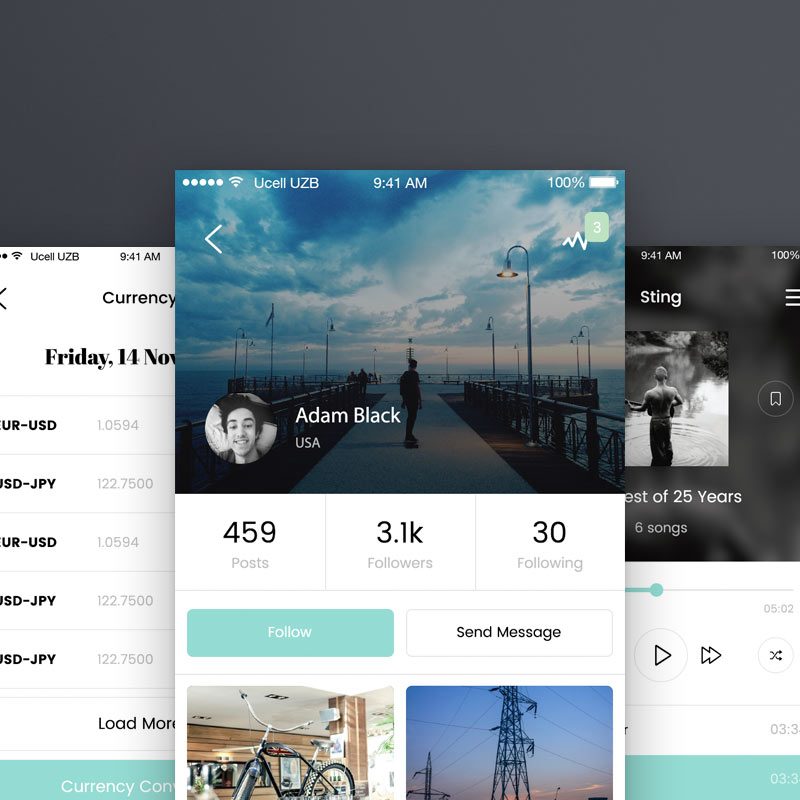 Ucell UZB 9:41 AM 100%
3
Adam Black
USA
459 3.1k 30
Posts Followers Following
Follow Send Message
Ucell UZB 9:41 AM
Currency
Friday, 14 Nov
EUR-USD 1.0594
USD-JPY 122.7500
EUR-USD 1.0594
USD-JPY 122.7500
USD-JPY 122.7500
Load More
Currency Con
9:41 AM 100%
Sting
est of 25 Years
6 songs
05:02
r 03:3
03:3